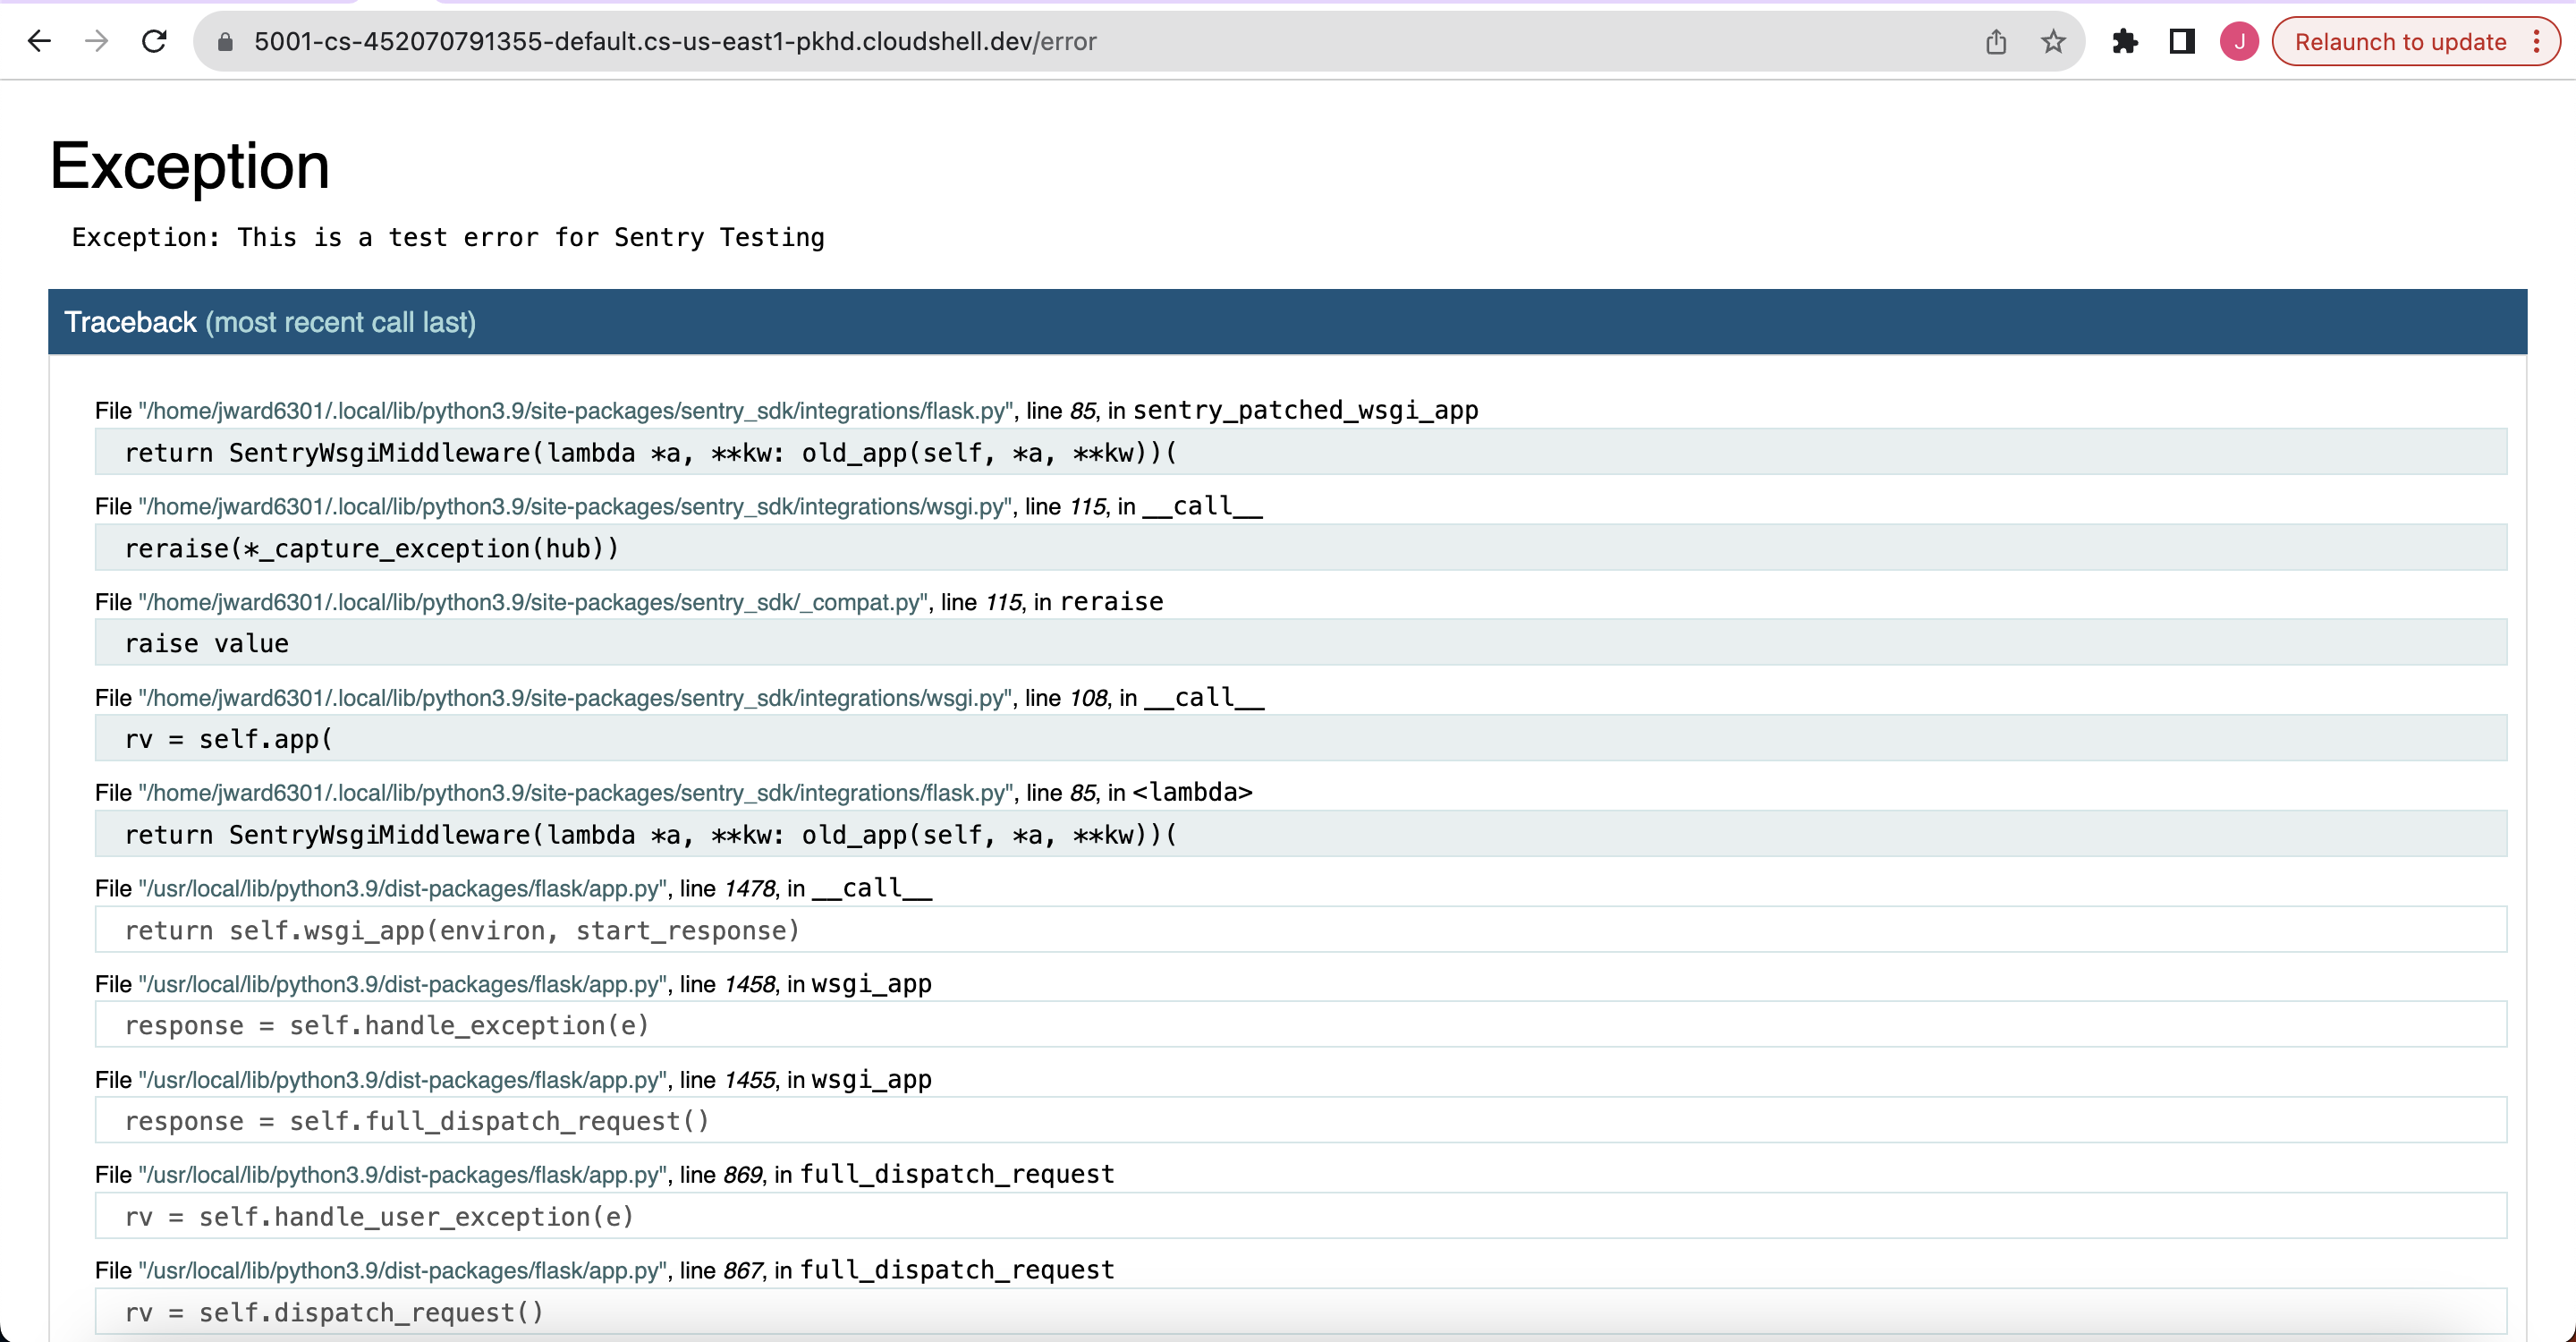 5001-cs-452070791355-default.cs-us-east1-pkhd.cloudshell.dev/error
J
Relaunch to update
Exception
Exception: This is a test error for Sentry Testing
Traceback (most recent call last)
File "/home/jward6301/.local/lib/python3.9/site-packages/sentry_sdk/integrations/flask.py", line 85, in sentry_patched_wsgi_app
return SentryWsgiMiddleware(lambda *a, **kw: old_app(self, *a, **kw))(
File "/home/jward6301/.local/lib/python3.9/site-packages/sentry_sdk/integrations/wsgi.py", line 115, in __call__
reraise(*_capture_exception(hub))
File "/home/jward6301/.local/lib/python3.9/site-packages/sentry_sdk/_compat.py", line 115, in reraise
raise value
File "/home/jward6301/.local/lib/python3.9/site-packages/sentry_sdk/integrations/wsgi.py", line 108, in __call__
rv = self.app(
File "/home/jward6301/.local/lib/python3.9/site-packages/sentry_sdk/integrations/flask.py", line 85, in <lambda>
return SentryWsgiMiddleware(lambda *a, **kw: old_app(self, *a, **kw))(
File "/usr/local/lib/python3.9/dist-packages/flask/app.py", line 1478, in __call__
return self.wsgi_app(environ, start_response)
File "/usr/local/lib/python3.9/dist-packages/flask/app.py", line 1458, in wsgi_app
response = self.handle_exception(e)
File "/usr/local/lib/python3.9/dist-packages/flask/app.py", line 1455, in wsgi_app
response = self.full_dispatch_request()
File "/usr/local/lib/python3.9/dist-packages/flask/app.py", line 869, in full_dispatch_request
rv = self.handle_user_exception(e)
File "/usr/local/lib/python3.9/dist-packages/flask/app.py", line 867, in full_dispatch_request
rv = self.dispatch_request()